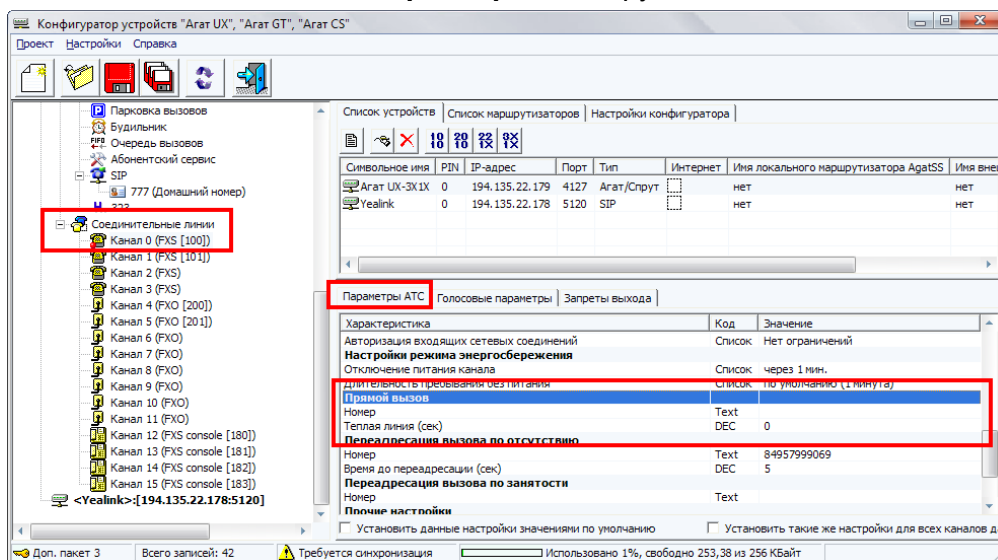 Конфигуратор устройств "Агат UX", "Агат GT", "Агат CS"
Проект Настройки Справка
Парковка вызовов
Будильник
Очередь вызовов
Абонентский сервис
SIP
777 (Домашний номер)
Соединительные линии
Канал 0 (FXS [100])
Канал 1 (FXS [101])
Канал 2 (FXS)
Канал 3 (FXS)
Канал 4 (FXO [200])
Канал 5 (FXO [201])
Канал 6 (FXO)
Канал 7 (FXO)
Канал 8 (FXO)
Канал 9 (FXO)
Канал 10 (FXO)
Канал 11 (FXO)
Канал 12 (FXS console [180])
Канал 13 (FXS console [181])
Канал 14 (FXS console [182])
Канал 15 (FXS console [183])
<Yealink>:[194.135.22.178:5120]
Список устройств Список маршрутизаторов Настройки конфигуратора
Символьное имя PIN IP-адрес Порт Тип Интернет Имя локального маршрутизатора AgatSS Имя вне
Агат UX-3X1X 0 194.135.22.179 4127 Агат/Спрут нет нет
Yealink 0 194.135.22.178 5120 SIP нет нет
Параметры АТС Голосовые параметры Запреты выхода
Характеристика Код Значение
Авторизация входящих сетевых соединений Список Нет ограничений
Настройки режима энергосбережения
Отключение питания канала Список через 1 мин.
Длительность пребывания без питания Список по умолчанию (1 минута)
Прямой вызов
Номер Text
Теплая линия (сек) DEC 0
Переадресация вызова по отсутствию
Номер Text 84957999069
Время до переадресации (сек) DEC 5
Переадресация вызова по занятости
Номер Text
Прочие настройки
Установить данные настройки значениями по умолчанию Установить такие же настройки для всех каналов д
Доп. пакет 3 Всего записей: 42 Требуется синхронизация Использовано 1%, свободно 253,38 из 256 КБайт